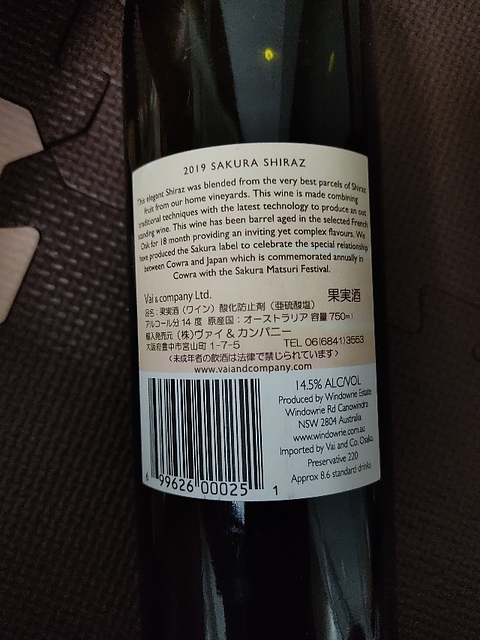 2019 SAKURA SHIRAZ
This elegant Shiraz was blended from the very best parcels of Shiraz
fruit from our home vineyards. This wine is made combining
traditional techniques with the latest technology to produce an out
standing wine. This wine has been barrel aged in the selected French
Oak for 18 month providing an inviting yet complex flavours. We
have produced the Sakura label to celebrate the special relationship
between Cowra and Japan which is commemorated annually in
Cowra with the Sakura Matsuri Festival.
Vai & company Ltd. 果実酒
品名：果実酒（ワイン）酸化防止剤（亜硫酸塩）
アルコール分 14 度 原産国：オーストラリア 容量 750ml
輸入発売元（株）ヴァイ & カンパニー
大阪府豊中市宮山町 1-7-5 TEL 06(6841)3553
<未成年者の飲酒は法律で禁じられています>
www.vaiandcompany.com
14.5% ALC/VOL
Produced by Windowrie Estate
Windowrie Rd Canowindra
NSW 2804 Australia
www.windowrie.com.au
Imported by Vai and Co. Osaka
Preservative 220
Approx 8.6 standard drinks
6 99626 00025 1